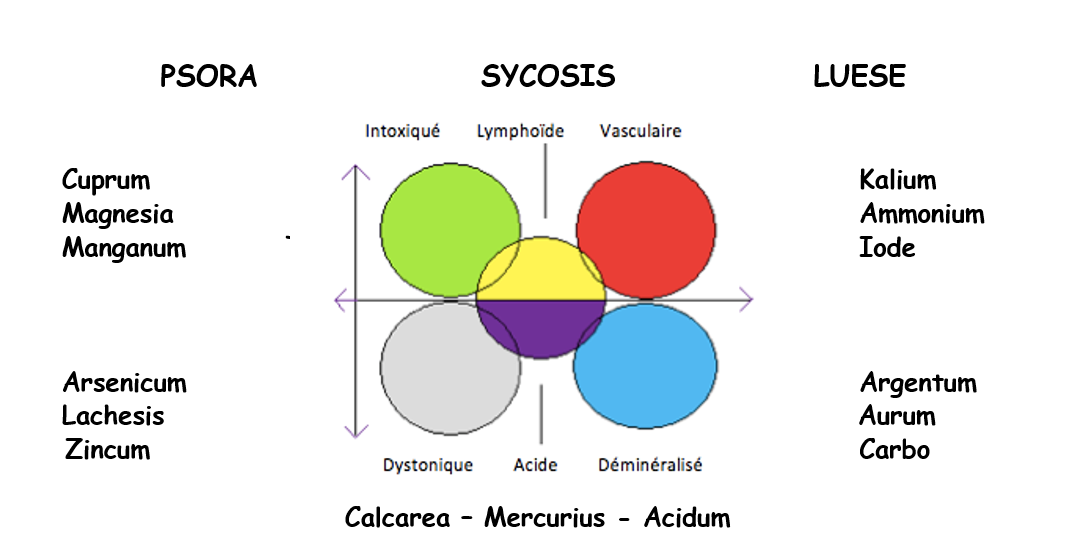 PSORA SYCOSIS LUESE
Intoxiqué Lymphoïde Vasculaire
Cuprum
Magnesia
Manganum
Kalium
Ammonium
Iode
Arsenicum
Lachesis
Zincum
Argentum
Aurum
Carbo
Dystonique Acide Déminéralisé
Calcarea – Mercurius - Acidum